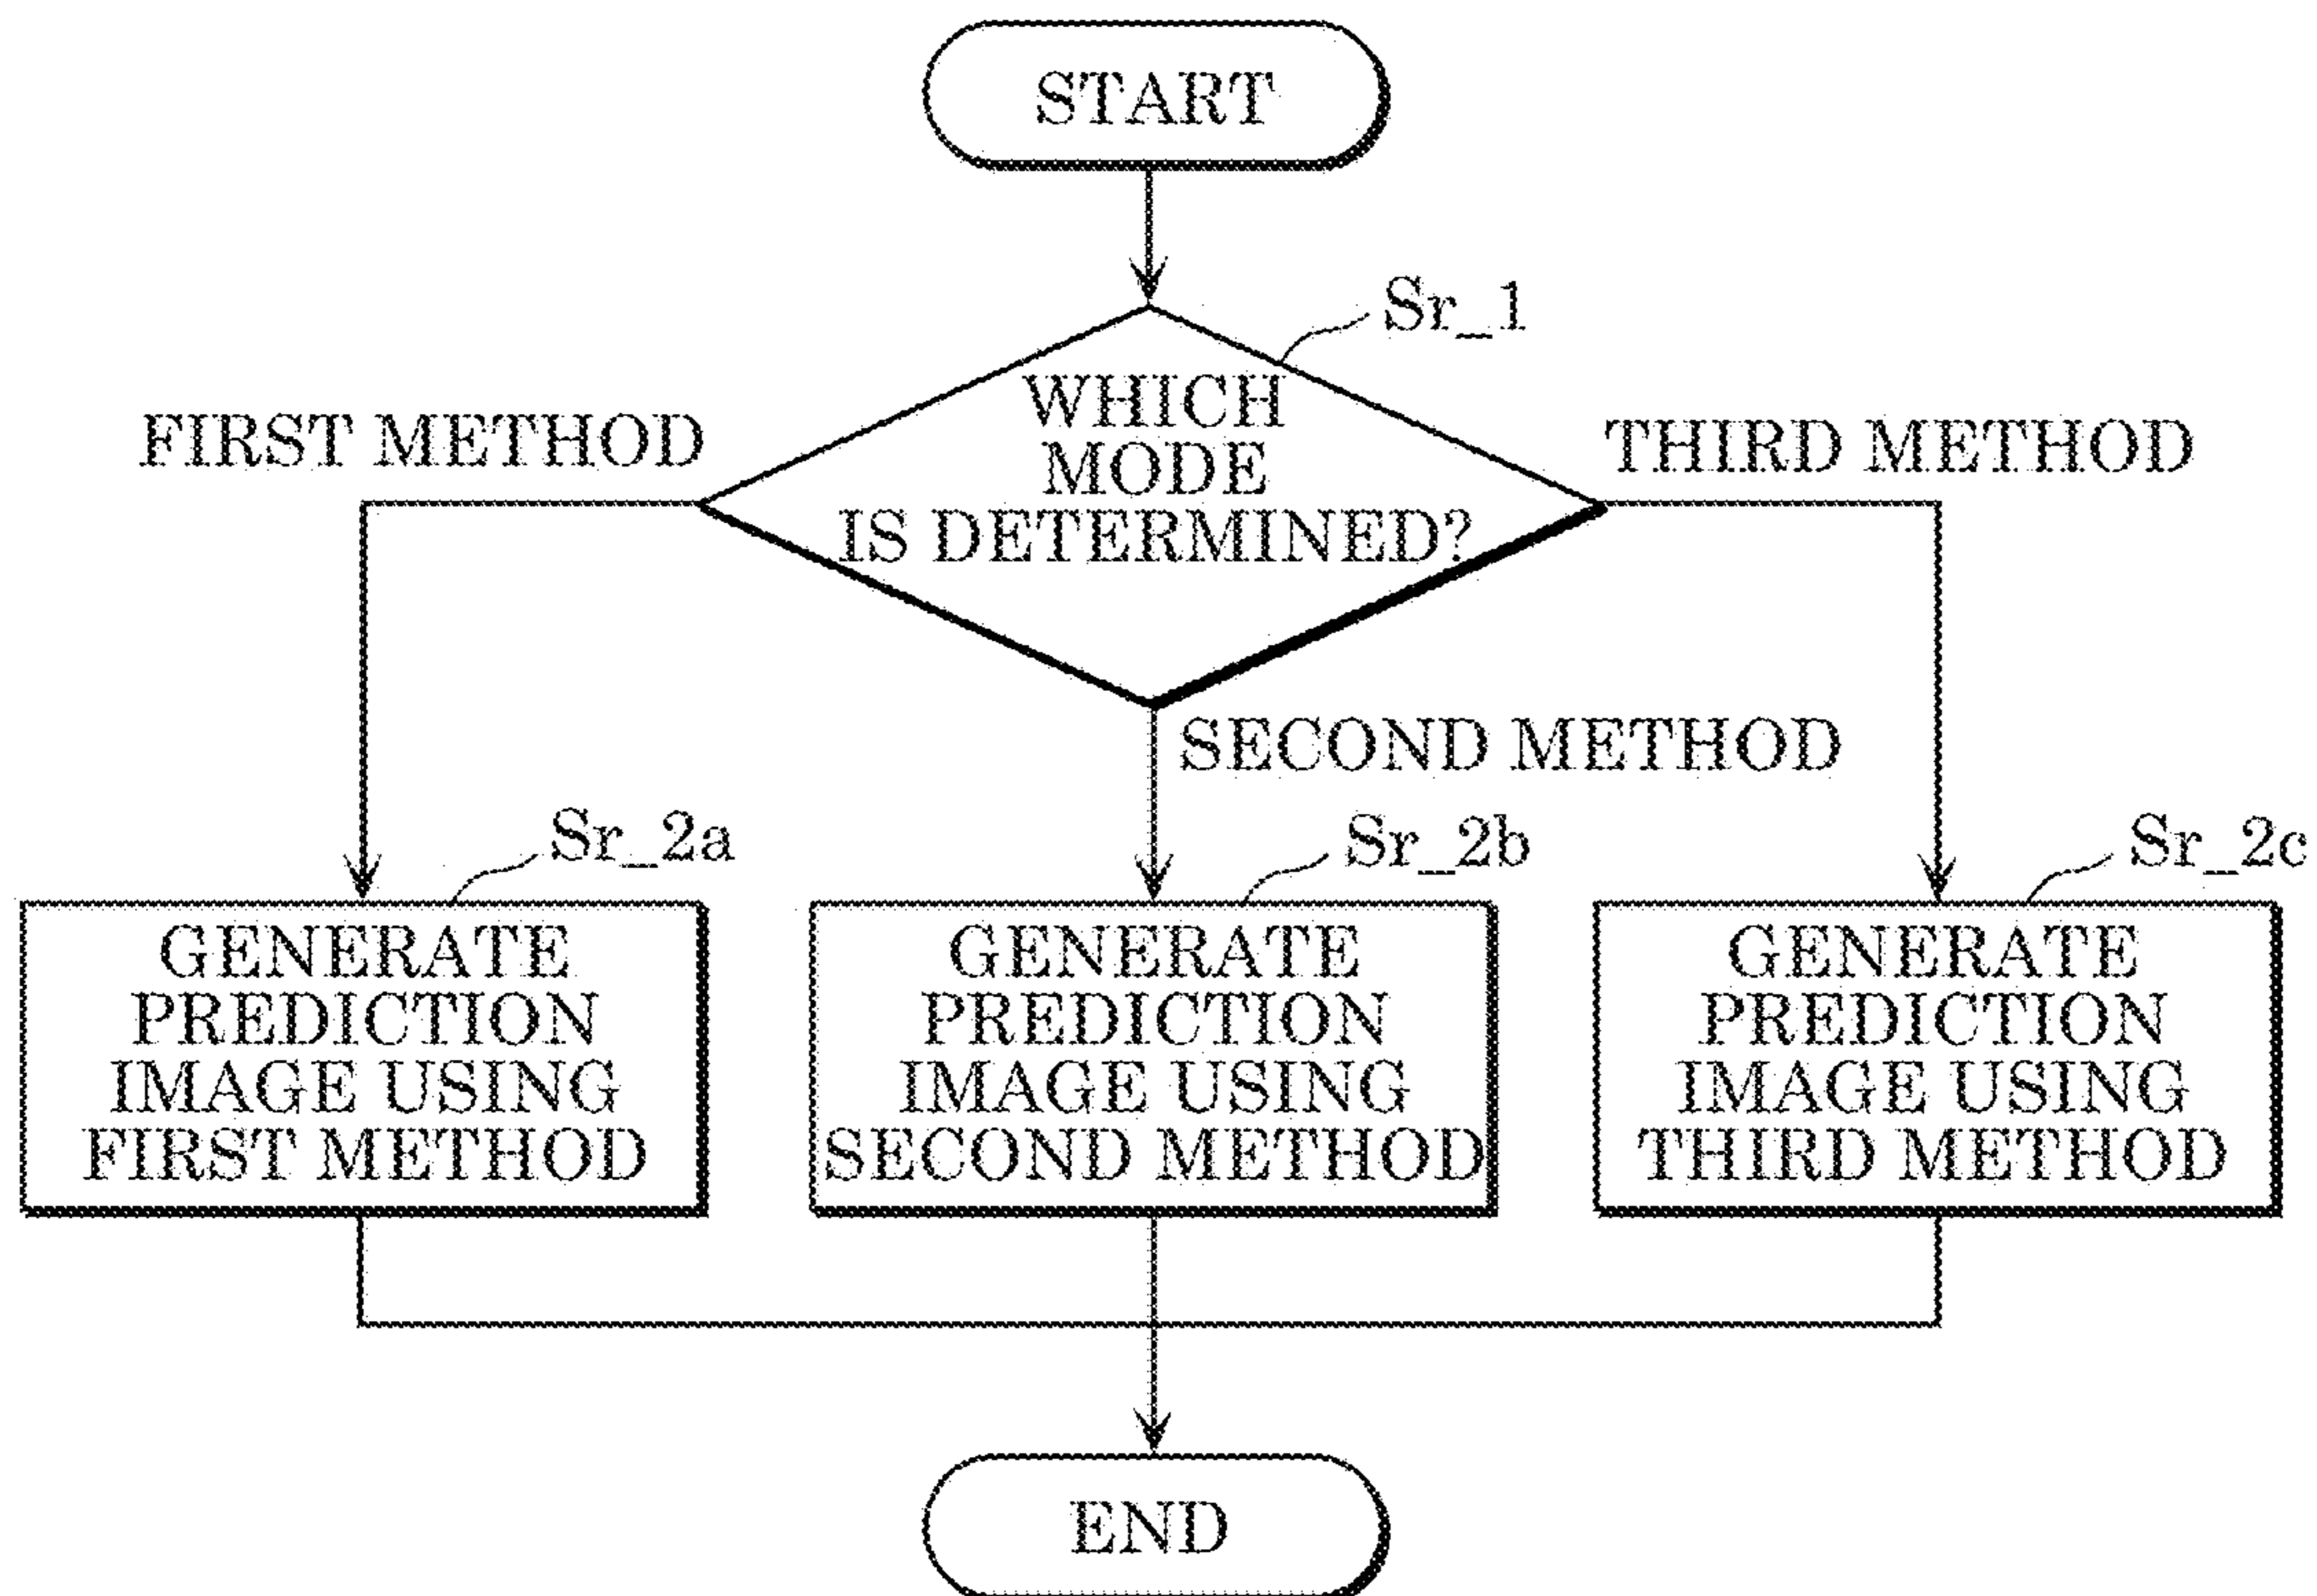 START
Sr_1
WHICH
MODE
IS DETERMINED?
FIRST METHOD
THIRD METHOD
SECOND METHOD
Sr_2a
Sr_2b
Sr_2c
GENERATE
PREDICTION
IMAGE USING
FIRST METHOD
GENERATE
PREDICTION
IMAGE USING
SECOND METHOD
GENERATE
PREDICTION
IMAGE USING
THIRD METHOD
END